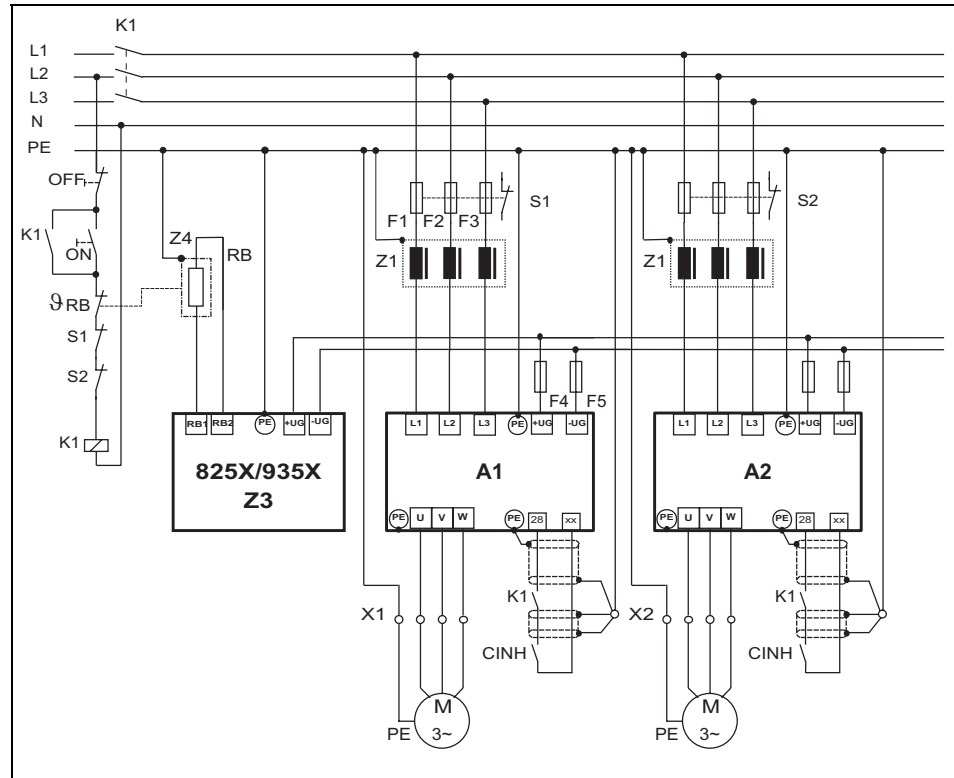 K1
L1
L2
L3
N
PE
OFF
K1
ON
Z4
RB
F1 F2 F3
S1
S2
Z1
Z1
ϑRB
S1
S2
K1
F4 F5
RB1 RB2 PE +UG -UG
L1 L2 L3 PE +UG -UG
L1 L2 L3 PE +UG -UG
825X/935X
Z3
A1
A2
PE U V W PE 28 xx
PE U V W PE 28 xx
K1
K1
X1
X2
CINH
CINH
M
3~
PE
M
3~
PE